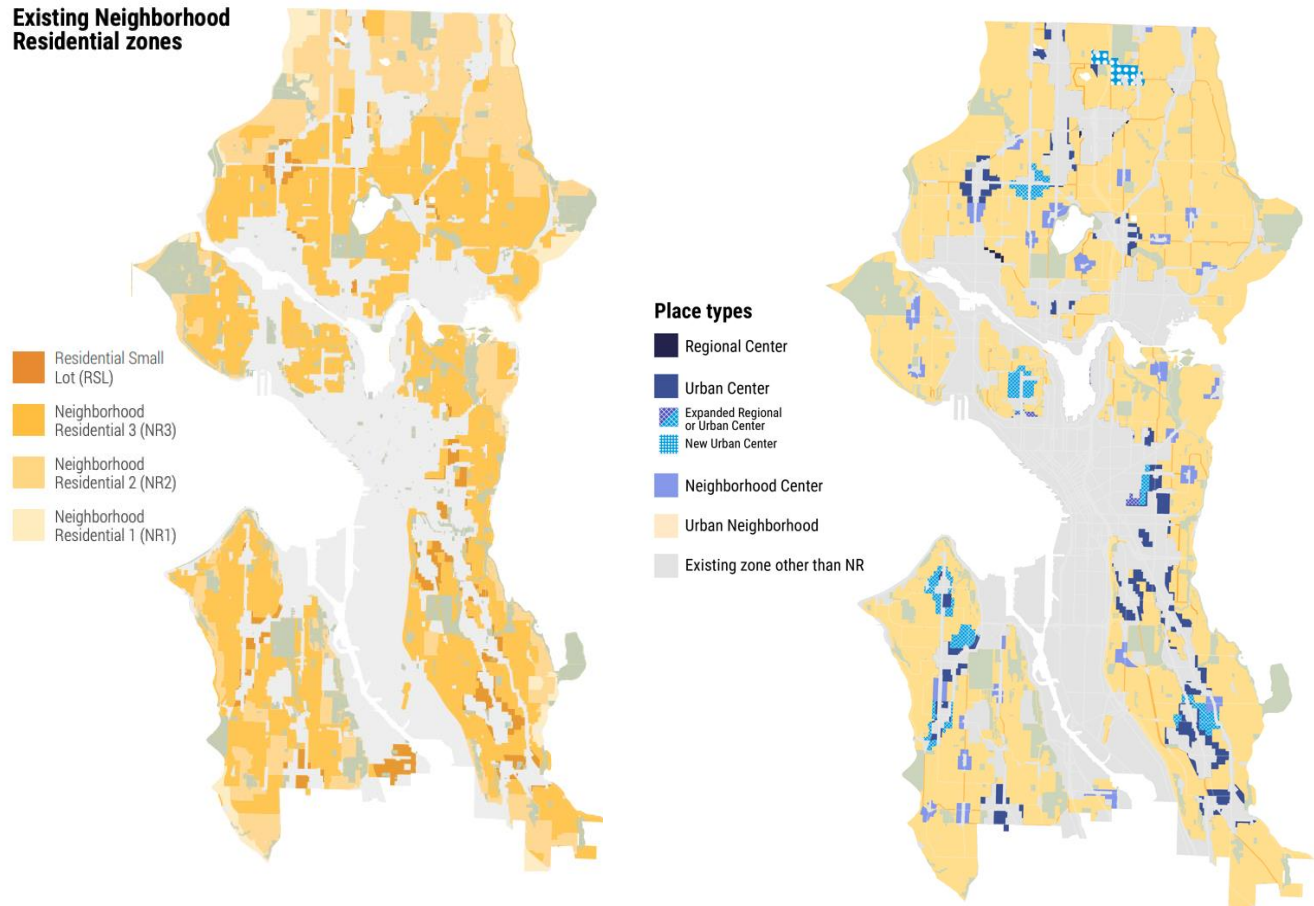 Existing Neighborhood
Residential zones
Residential Small
Lot (RSL)
Neighborhood
Residential 3 (NR3)
Neighborhood
Residential 2 (NR2)
Neighborhood
Residential 1 (NR1)
Place types
Regional Center
Urban Center
Expanded Regional
or Urban Center
New Urban Center
Neighborhood Center
Urban Neighborhood
Existing zone other than NR